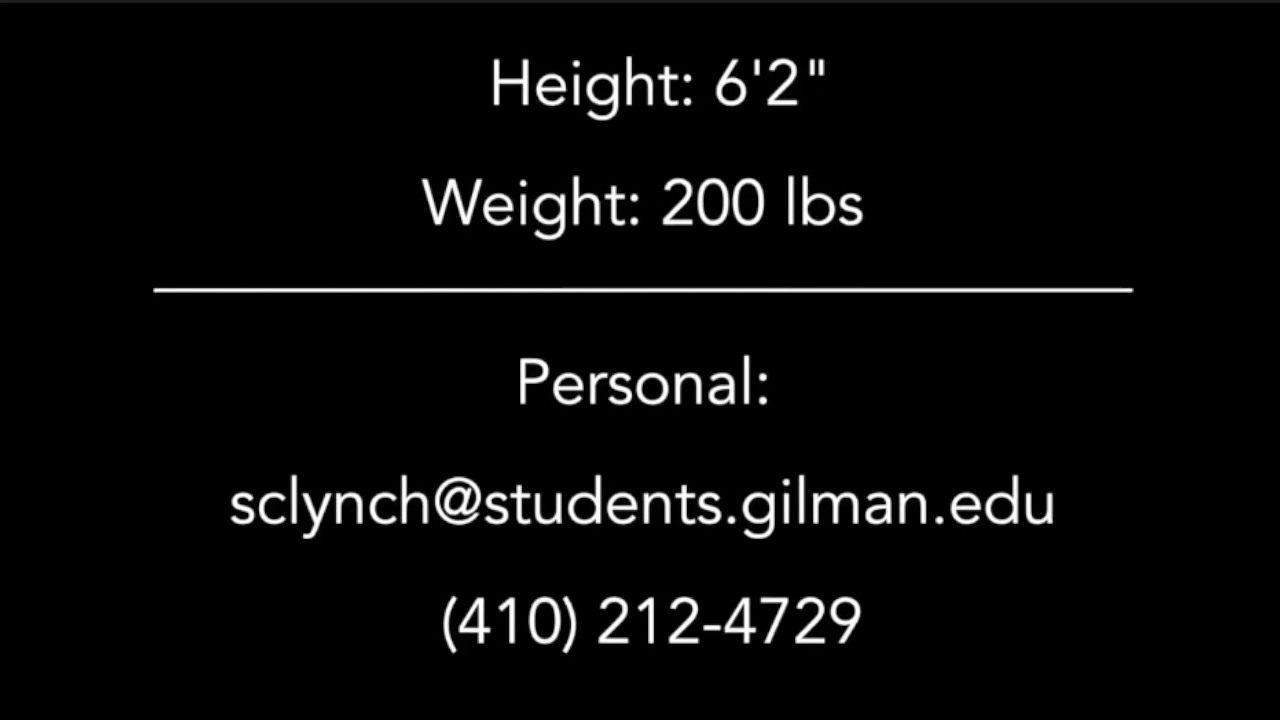 Height: 6'2"
Weight: 200 lbs
Personal:
sclynch@students.gilman.edu
(410) 212-4729